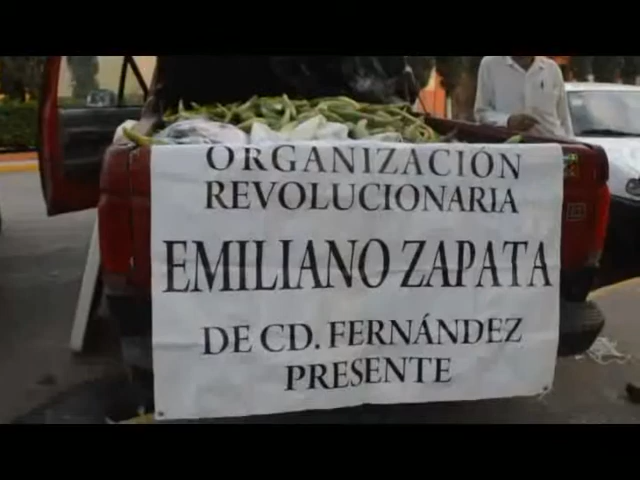 ORGANIZACIÓN
REVOLUCIONARIA
EMILIANO ZAPATA
DE CD. FERNÁNDEZ
PRESENTE